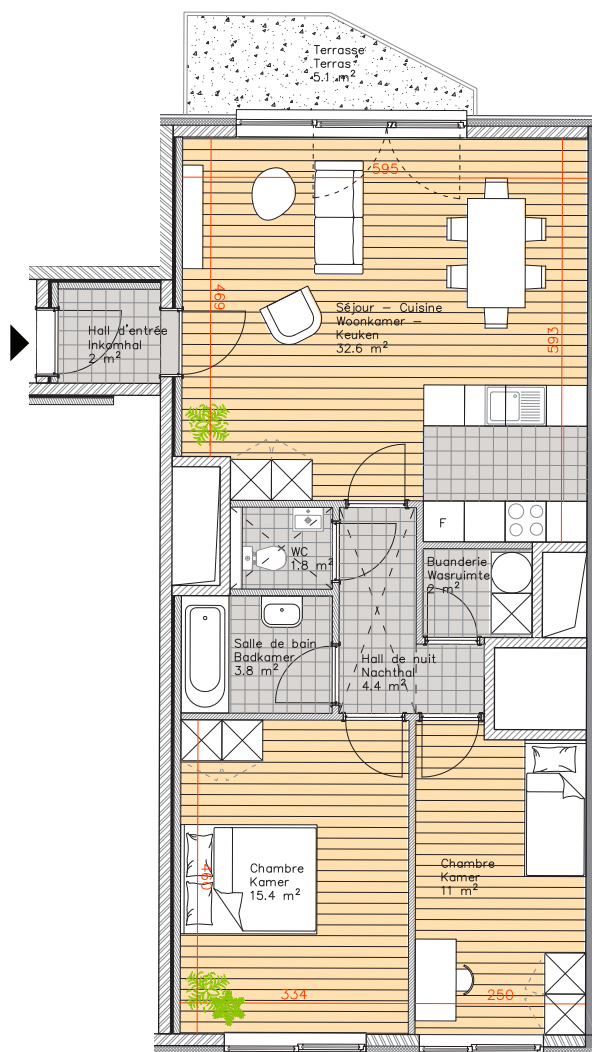 Terrasse
Terras
5.1 m²
595
469
Séjour – Cuisine
Woonkamer –
Keuken
32.6 m²
593
Hall d'entrée
Inkomhal
2 m²
F
WC
1.8 m²
Buanderie
Wasruimte
2 m²
Salle de bain
Badkamer
3.8 m²
Hall de nuit
Nachthal
4.4 m²
Chambre
Kamer
15.4 m²
460
Chambre
Kamer
11 m²
334
250